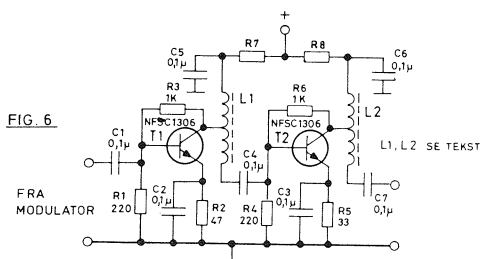 +
C5
0,1µ
R7
R8
C6
0,1µ
R3
1K
L1
R6
1K
L2
FIG. 6
NFSC1306
T1
NFSC1306
T2
C1
0,1µ
C4
0,1µ
L1, L2 SE TEKST
FRA
MODULATOR
R1
220
C2
0,1µ
R2
47
R4
220
C3
0,1µ
R5
33
C7
0,1µ